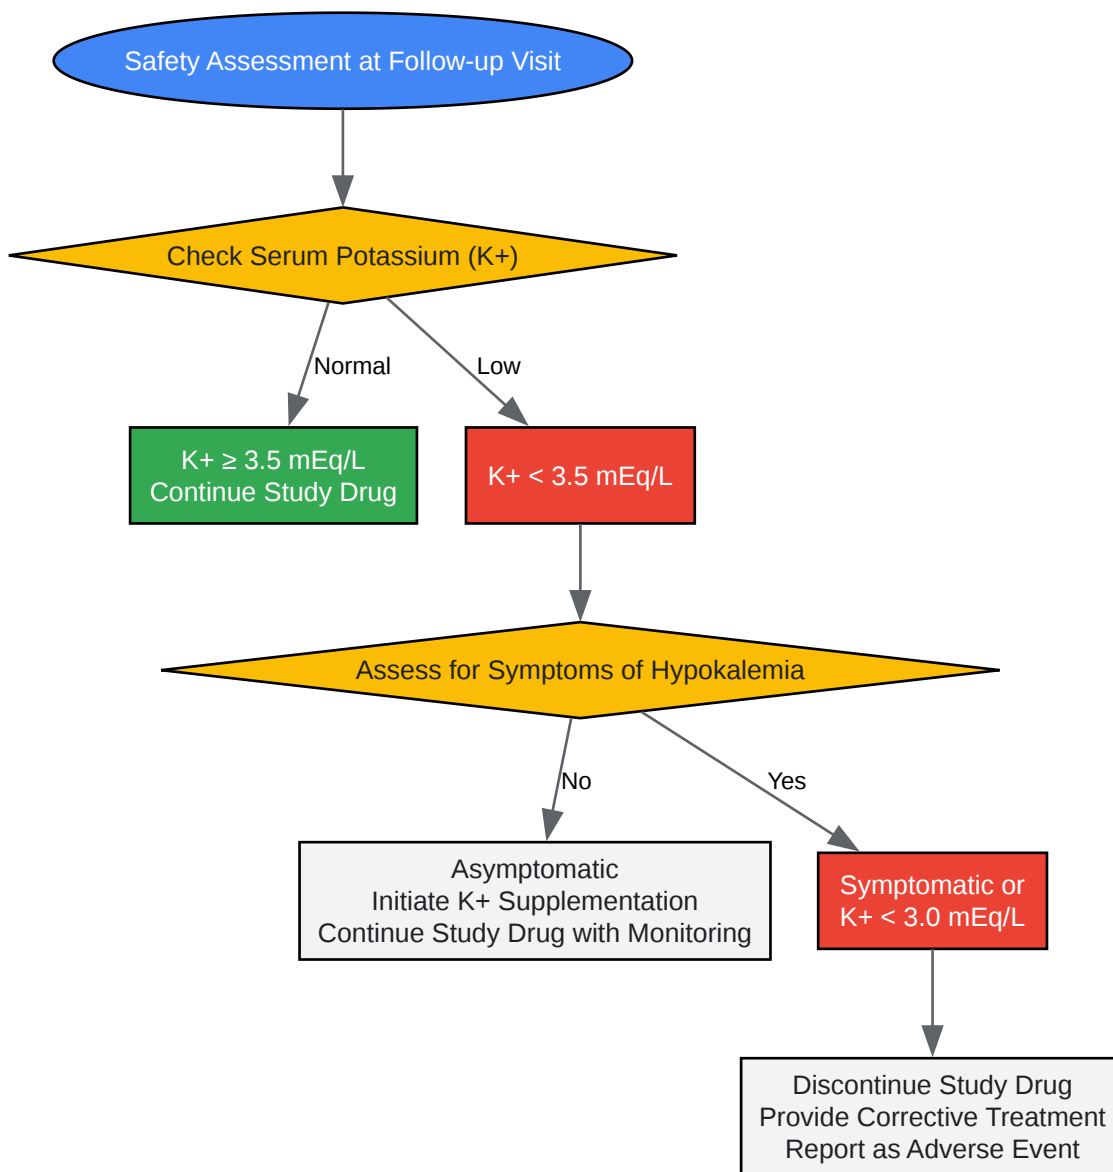 Safety Assessment at Follow-up Visit
Check Serum Potassium (K+)
Normal
Low
K+ ≥ 3.5 mEq/L
Continue Study Drug
K+ < 3.5 mEq/L
Assess for Symptoms of Hypokalemia
No
Yes
Asymptomatic
Initiate K+ Supplementation
Continue Study Drug with Monitoring
Symptomatic or
K+ < 3.0 mEq/L
Discontinue Study Drug
Provide Corrective Treatment
Report as Adverse Event